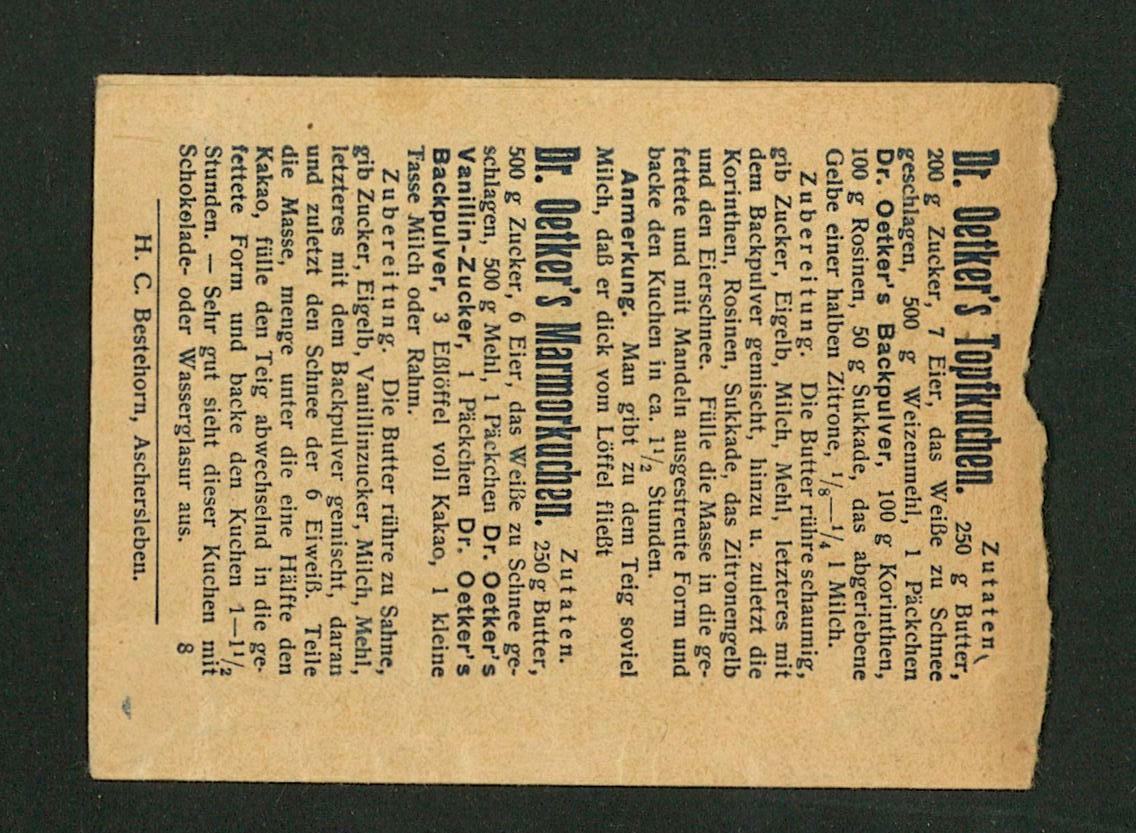 Dr. Oetker's Topfkuchen. Zutaten
250 g Butter,
200 g Zucker, 7 Eier, das Weiße zu Schnee
geschlagen, 500 g Weizenmehl, 1 Päckchen
Dr. Oetker's Backpulver, 100 g Korinthen,
100 g Rosinen, 50 g Sukkade, das abgeriebene
Gelbe einer halben Zitrone, 1/8—1/4 l Milch.
Zubereitung. Die Butter rühre schaumig,
gib Zucker, Eigelb, Milch, Mehl, letzteres mit
dem Backpulver gemischt, hinzu u. zuletzt die
Korinthen, Rosinen, Sukkade, das Zitronengelb
und den Eierschnee. Fülle die Masse in die ge-
fettete und mit Mandeln ausgestreute Form und
backe den Kuchen in ca. 1 1/2 Stunden.
Anmerkung. Man gibt zu dem Teig soviel
Milch, daß er dick vom Löffel fließt
Dr. Oetker's Marmorkuchen. Zutaten.
250 g Butter,
500 g Zucker, 6 Eier, das Weiße zu Schnee ge-
schlagen, 500 g Mehl, 1 Päckchen Dr. Oetker's
Vanillin-Zucker, 1 Päckchen Dr. Oetker's
Backpulver, 3 Eßlöffel voll Kakao, 1 kleine
Tasse Milch oder Rahm.
Zubereitung. Die Butter rühre zu Sahne,
gib Zucker, Eigelb, Vanillinzucker, Milch, Mehl,
letzteres mit dem Backpulver gemischt, daran
und zuletzt den Schnee der 6 Eiweiß. Teile
die Masse, menge unter die eine Hälfte den
Kakao, fülle den Teig abwechselnd in die ge-
fettete Form und backe den Kuchen 1—1 1/2
Stunden. — Sehr gut sieht dieser Kuchen mit
Schokolade- oder Wasserglasur aus. 8
H. C. Bestehorn, Aschersleben.